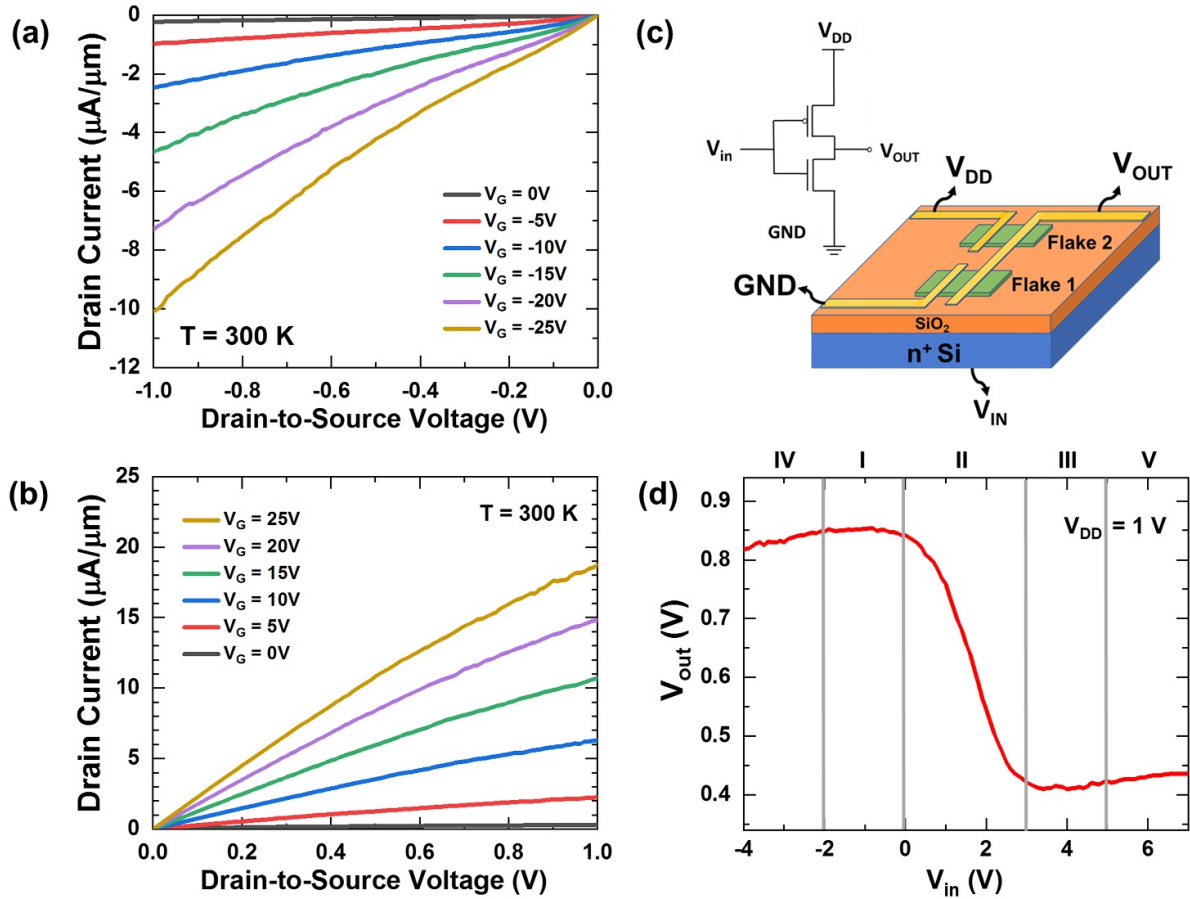 (a)
0
-2
-4
-6
-8
-10
-12
Drain Current (μA/μm)
V_G = 0V
V_G = -5V
V_G = -10V
V_G = -15V
V_G = -20V
V_G = -25V
T = 300 K
-1.0 -0.8 -0.6 -0.4 -0.2 0.0
Drain-to-Source Voltage (V)
(b)
25
20
15
10
5
0
Drain Current (μA/μm)
V_G = 25V
V_G = 20V
V_G = 15V
V_G = 10V
V_G = 5V
V_G = 0V
T = 300 K
0.0 0.2 0.4 0.6 0.8 1.0
Drain-to-Source Voltage (V)
(c)
V_DD
V_in
V_OUT
GND
V_DD
V_OUT
Flake 2
Flake 1
GND
SiO₂
n⁺ Si
V_IN
(d)
IV I II III V
0.9
0.8
0.7
0.6
0.5
0.4
V_out (V)
V_DD = 1 V
-4 -2 0 2 4 6
V_in (V)